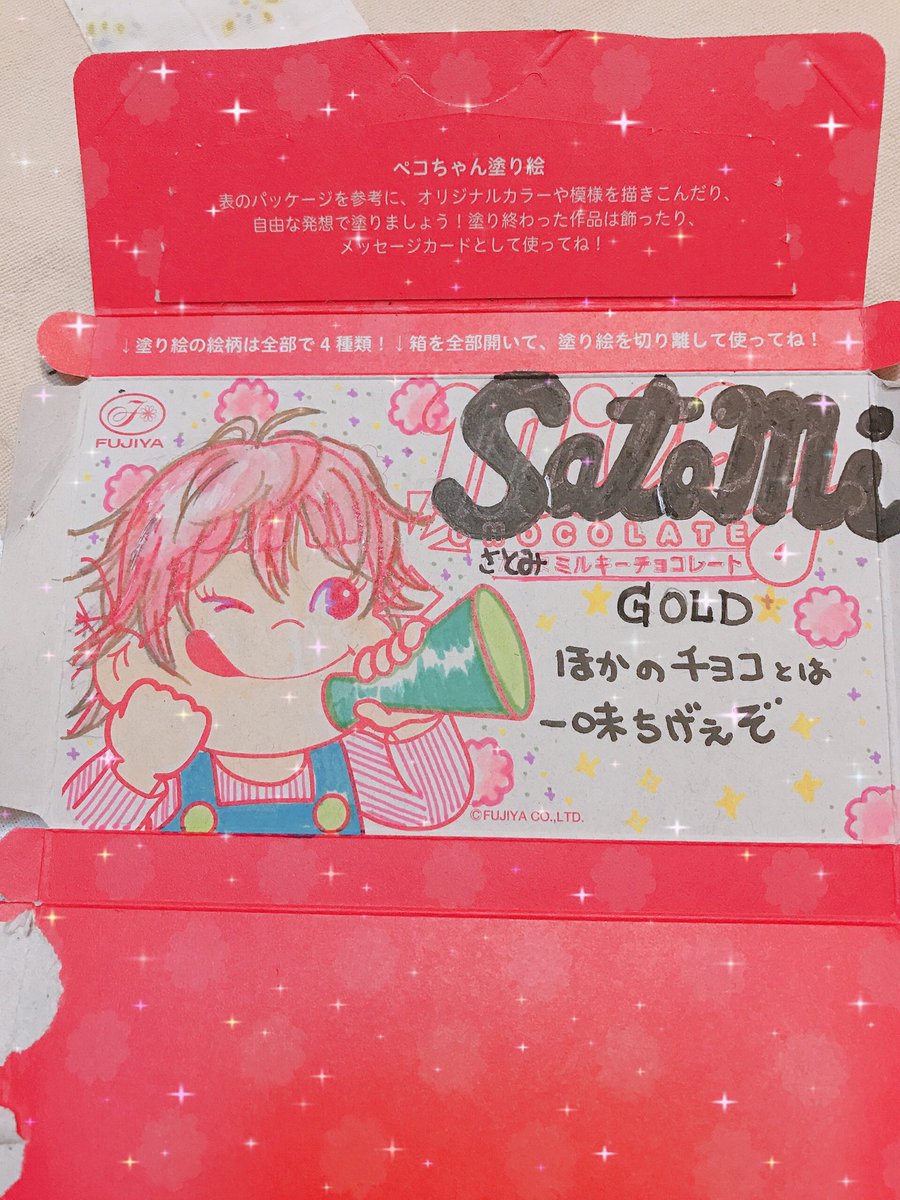 ペコちゃん塗り絵
表のパッケージを参考に、オリジナルカラーや模様を描きこんだり、
自由な発想で塗りましょう！塗り終わった作品は飾ったり、
メッセージカードとして使ってね！
↓塗り絵の絵柄は全部で4種類！↓箱を全部開いて、塗り絵を切り離して使ってね！
FUJIYA
SatoMi
CHOCOLATE
さとみ ミルキーチョコレート
GOLD
ほかのチョコとは
一味ちげぇぞ
©FUJIYA CO.,LTD.